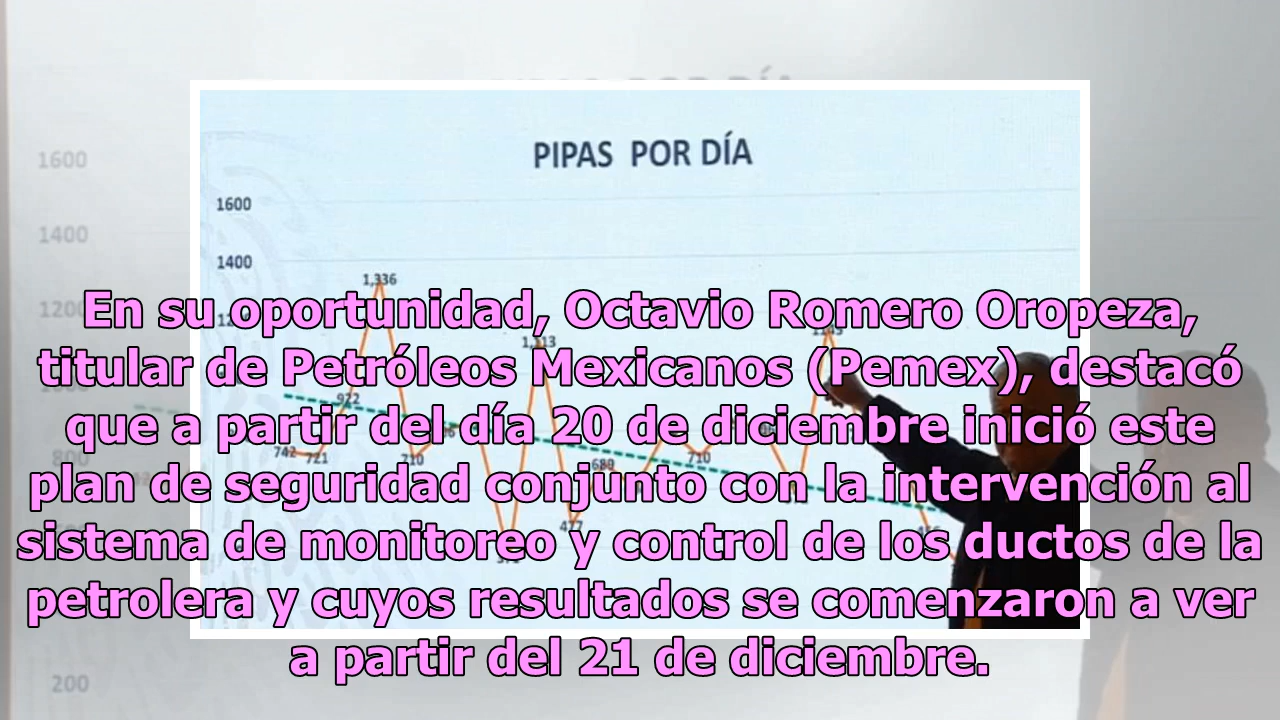 PIPAS POR DÍA
1600
1600
1400
1400
1,336
1200
En su oportunidad, Octavio Romero Oropeza,
titular de Petróleos Mexicanos (Pemex), destacó
que a partir del día 20 de diciembre inició este
plan de seguridad conjunto con la intervención al
sistema de monitoreo y control de los ductos de la
petrolera y cuyos resultados se comenzaron a ver
a partir del 21 de diciembre.
922
742
721
710
680
710
800
200